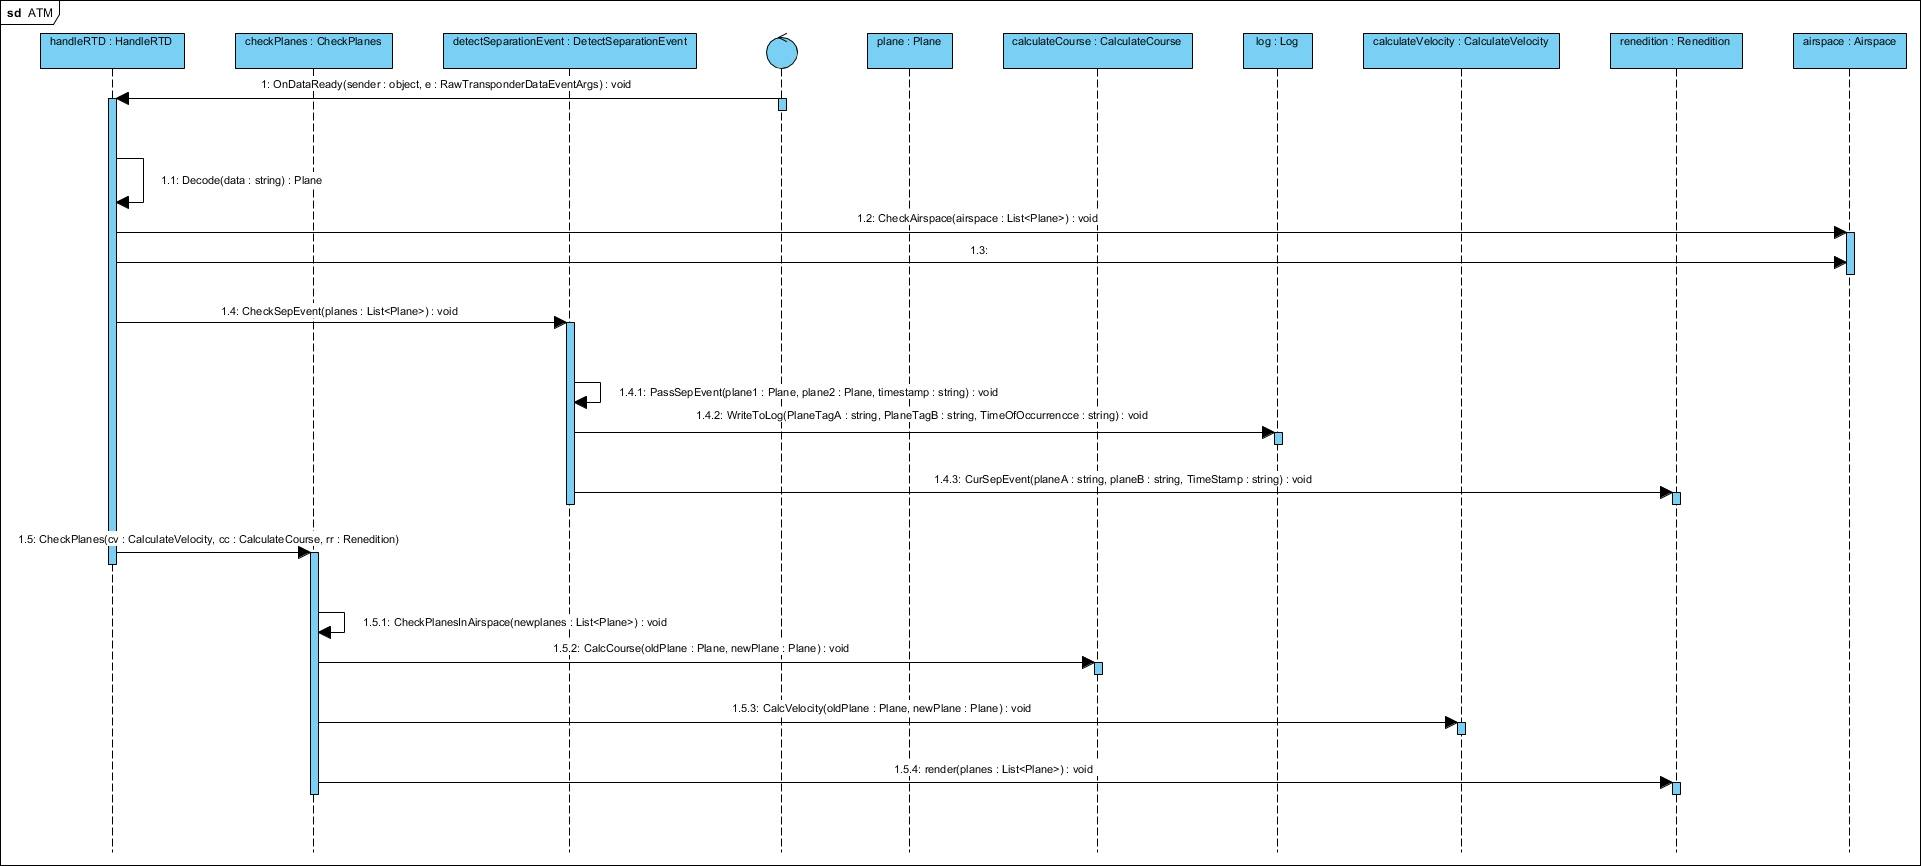 sd ATM
handleRTD : HandleRTD
checkPlanes : CheckPlanes
detectSeparationEvent : DetectSeparationEvent
plane : Plane
calculateCourse : CalculateCourse
log : Log
calculateVelocity : CalculateVelocity
renedition : Renedition
airspace : Airspace
1: OnDataReady(sender : object, e : RawTransponderDataEventArgs) : void
1.1: Decode(data : string) : Plane
1.2: CheckAirspace(airspace : List<Plane>) : void
1.3:
1.4: CheckSepEvent(planes : List<Plane>) : void
1.4.1: PassSepEvent(plane1 : Plane, plane2 : Plane, timestamp : string) : void
1.4.2: WriteToLog(PlaneTagA : string, PlaneTagB : string, TimeOfOccurrencce : string) : void
1.4.3: CurSepEvent(planeA : string, planeB : string, TimeStamp : string) : void
1.5: CheckPlanes(cv : CalculateVelocity, cc : CalculateCourse, rr : Renedition)
1.5.1: CheckPlanesInAirspace(newplanes : List<Plane>) : void
1.5.2: CalcCourse(oldPlane : Plane, newPlane : Plane) : void
1.5.3: CalcVelocity(oldPlane : Plane, newPlane : Plane) : void
1.5.4: render(planes : List<Plane>) : void